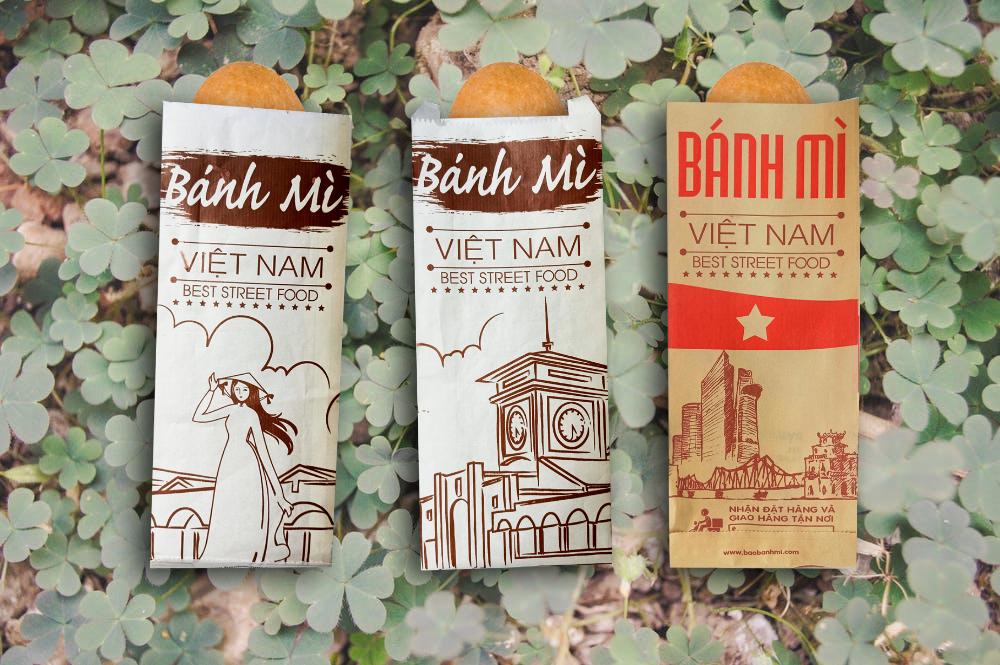 Bánh Mì
VIỆT NAM
BEST STREET FOOD
Bánh Mì
VIỆT NAM
BEST STREET FOOD
BÁNH MÌ
VIỆT NAM
BEST STREET FOOD
NHẬN ĐẶT HÀNG VÀ
GIAO HÀNG TẬN NƠI
www.baobanhmi.com